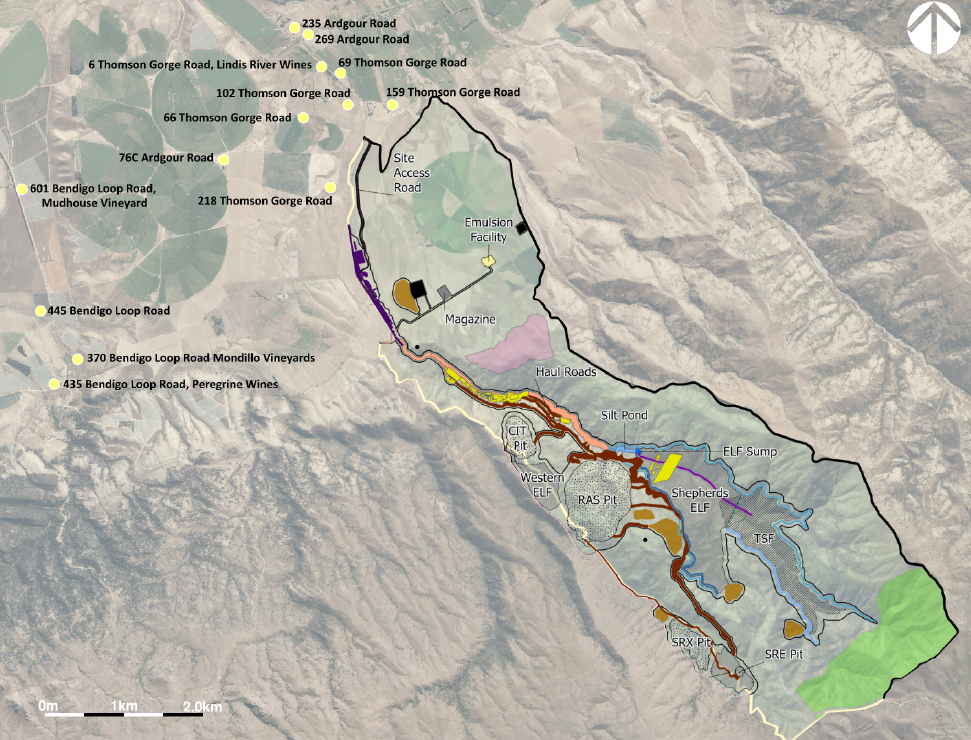 235 Ardgour Road
269 Ardgour Road
6 Thomson Gorge Road, Lindis River Wines
69 Thomson Gorge Road
102 Thomson Gorge Road
159 Thomson Gorge Road
66 Thomson Gorge Road
76C Ardgour Road
Site
Access
Road
601 Bendigo Loop Road,
Mudhouse Vineyard
218 Thomson Gorge Road
Emulsion
Facility
445 Bendigo Loop Road
Magazine
370 Bendigo Loop Road Mondillo Vineyards
435 Bendigo Loop Road, Peregrine Wines
Haul Roads
Silt Pond
CIT
Pit
ELF Sump
Western
ELF
RAS Pit
Shepherds
ELF
TSF
SRX Pit
SRE Pit
0m 1km 2.0km